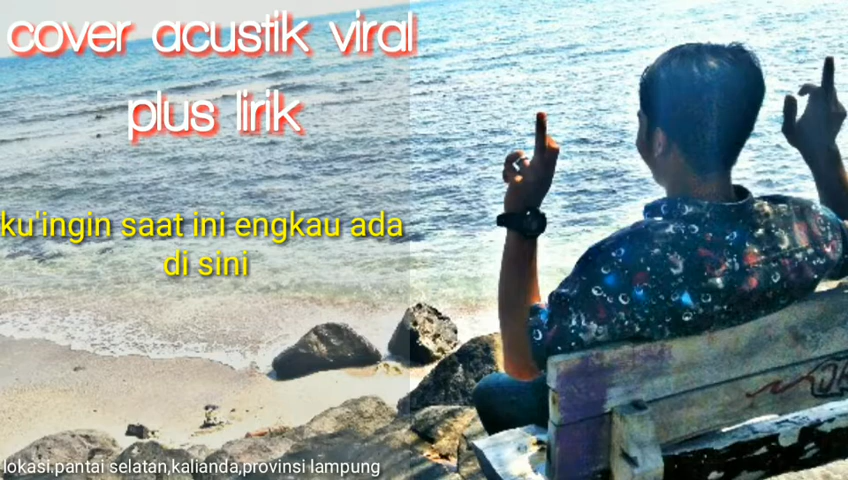 cover acustik viral
plus lirik
ku'ingin saat ini engkau ada
di sini
lokasi.pantai selatan,kalianda,provinsi lampung